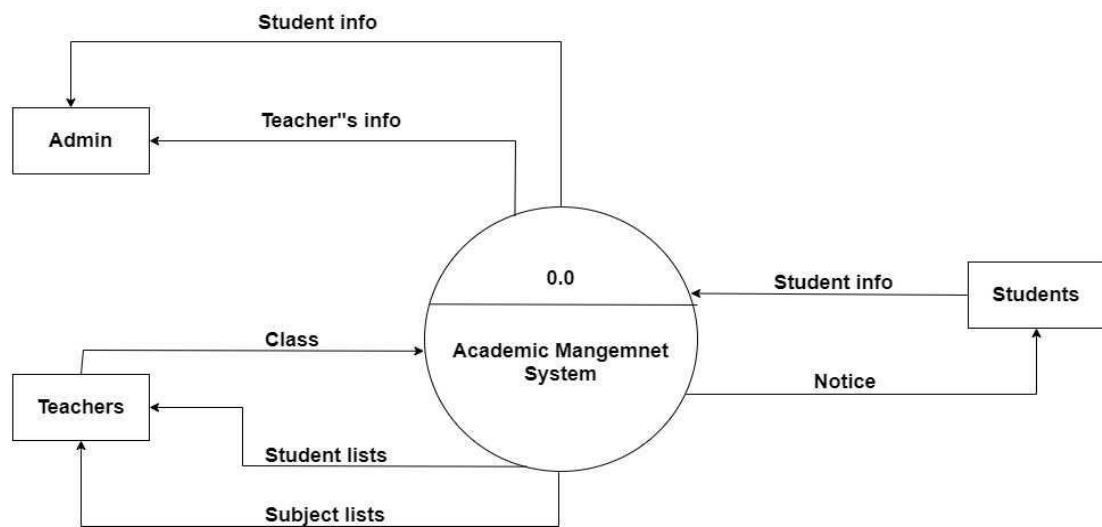 Student info
Teacher"s info
Admin
0.0
Student info
Students
Class
Academic Mangemnet
System
Notice
Teachers
Student lists
Subject lists